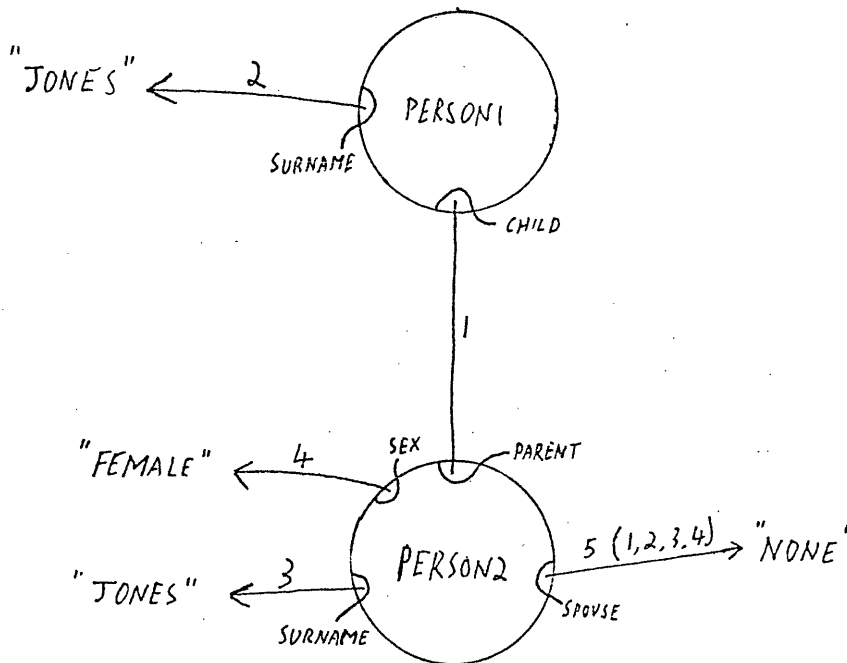 "JONES"
2
PERSON1
SURNAME
CHILD
1
"FEMALE"
4
SEX
PARENT
5 (1,2,3,4)
"NONE"
PERSON2
"JONES"
3
SURNAME
SPOUSE